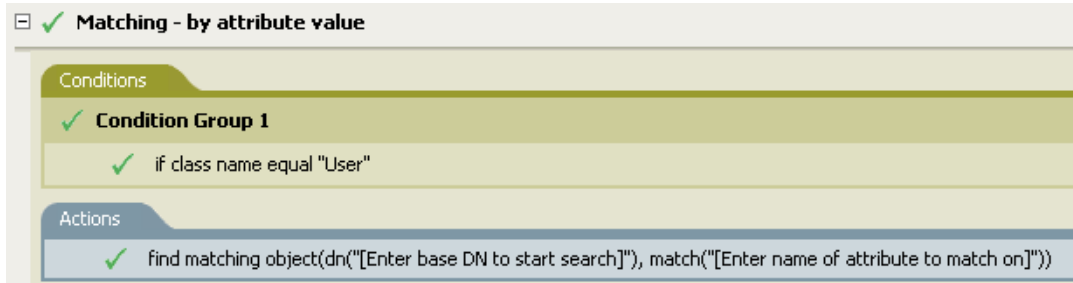 Matching - by attribute value
Conditions
Condition Group 1
if class name equal "User"
Actions
find matching object(dn("[Enter base DN to start search]"), match("[Enter name of attribute to match on]"))